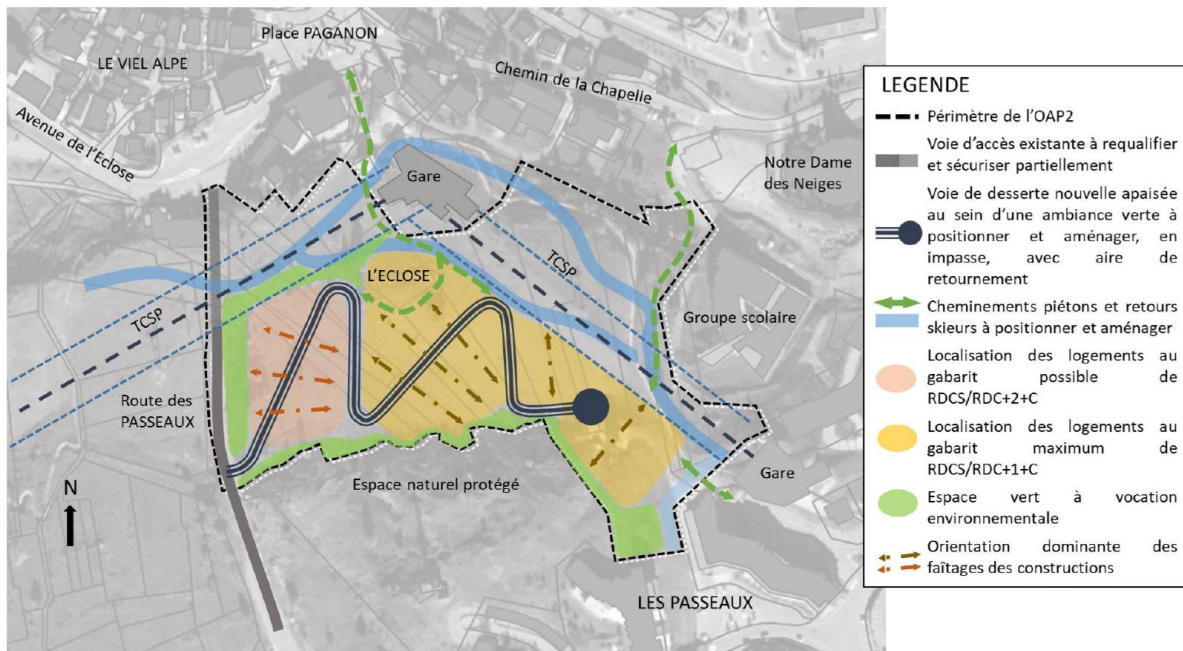 Place PAGANON
LE VIEL ALPE
Chemin de la Chapelle
Avenue de l'Eclose
Gare
Notre Dame
des Neiges
TCSP
L'ECLOSE
TCSP
Groupe scolaire
Route des
PASSEAUX
Espace naturel protégé
Gare
N
LES PASSEAUX
LEGENDE
Périmètre de l'OAP2
Voie d'accès existante à requalifier
et sécuriser partiellement
Voie de desserte nouvelle apaisée
au sein d'une ambiance verte à
positionner et aménager, en
impasse, avec aire de
retournement
Cheminements piétons et retours
skieurs à positionner et aménager
Localisation des logements au
gabarit possible de
RDCS/RDC+2+C
Localisation des logements au
gabarit maximum de
RDCS/RDC+1+C
Espace vert à vocation
environnementale
Orientation dominante des
faîtages des constructions